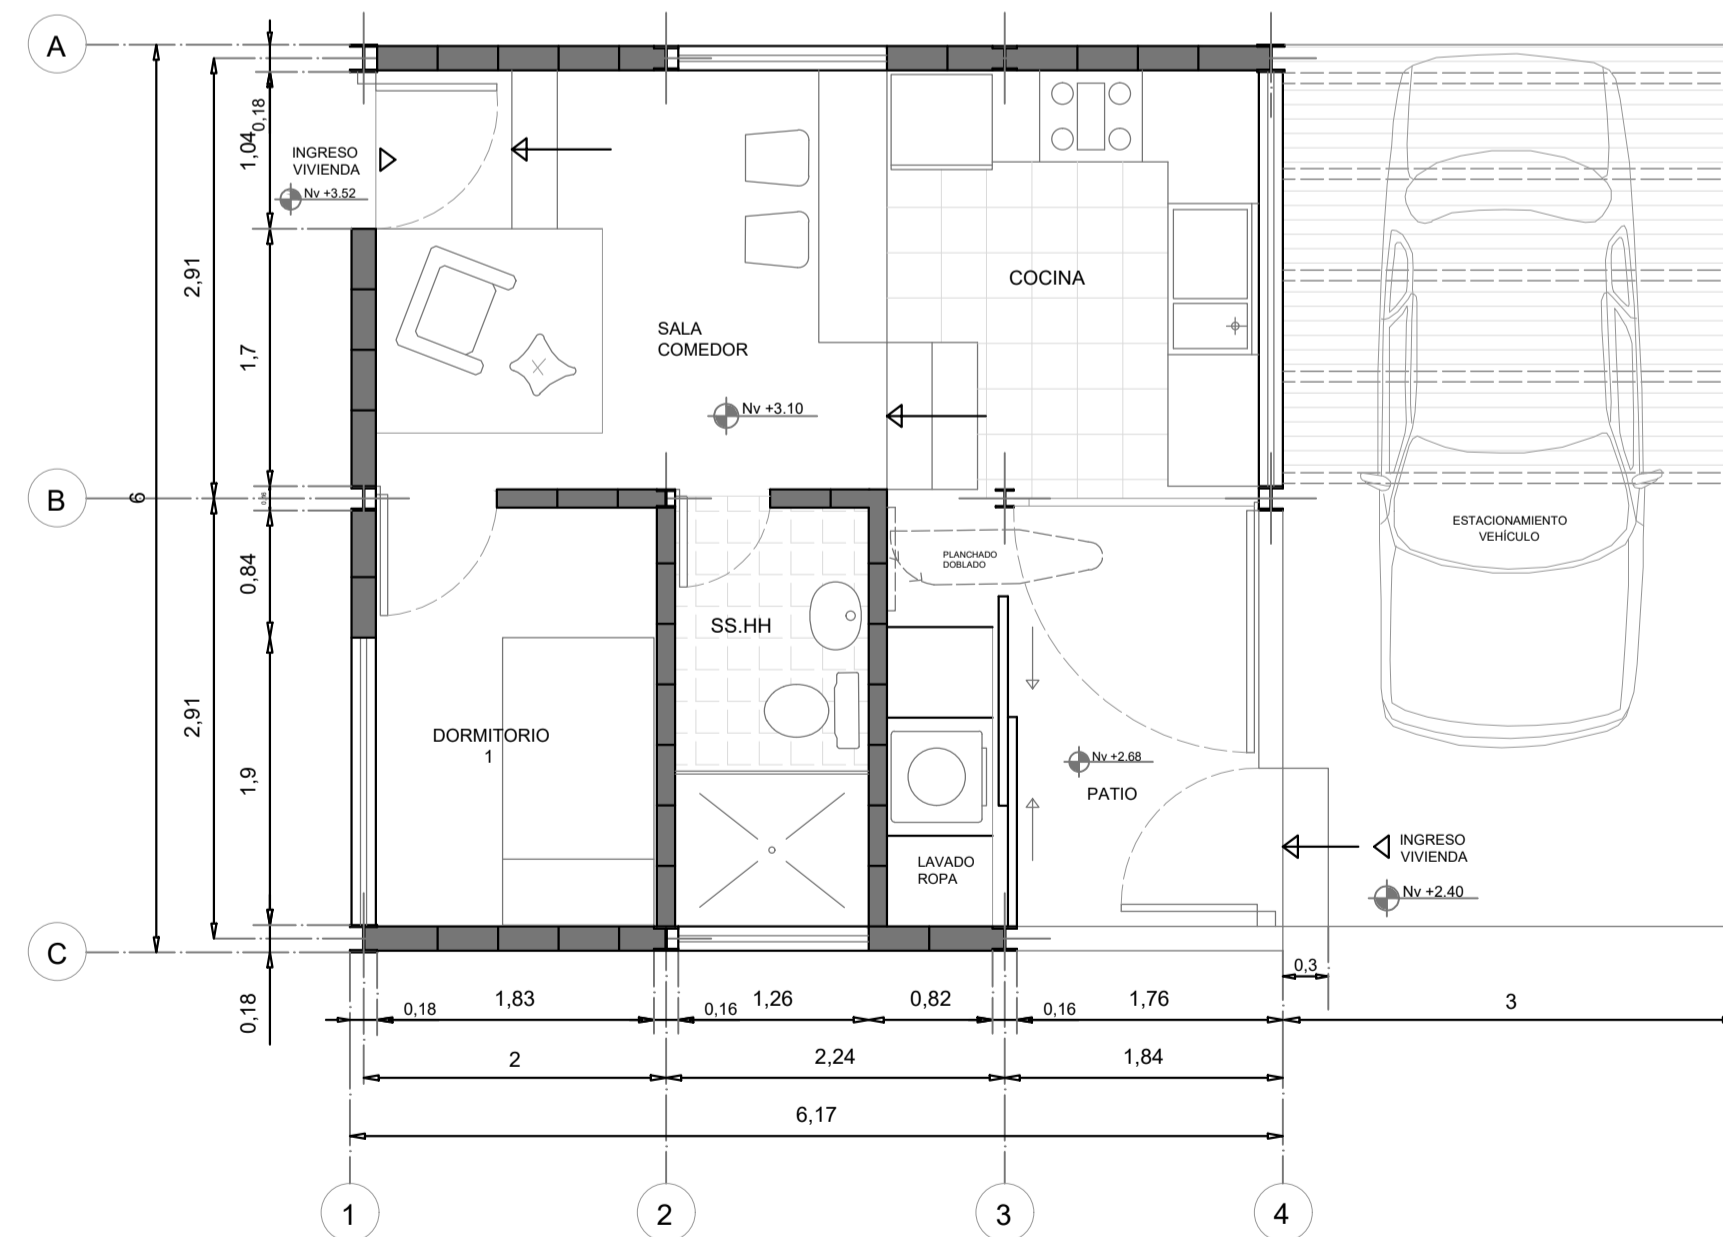 A
0,18
1,04
INGRESO
VIVIENDA
Nv +3.52
2,91
COCINA
SALA
COMEDOR
1,7
Nv +3.10
B
6
ESTACIONAMIENTO
VEHÍCULO
PLANCHADO
DOBLADO
0,84
SS.HH
2,91
DORMITORIO
1
Nv +2.68
1,9
PATIO
INGRESO
VIVIENDA
LAVADO
ROPA
Nv +2.40
C
0,3
0,18
0,18
1,83
0,16
1,26
0,82
0,16
1,76
3
2
2,24
1,84
6,17
1
2
3
4